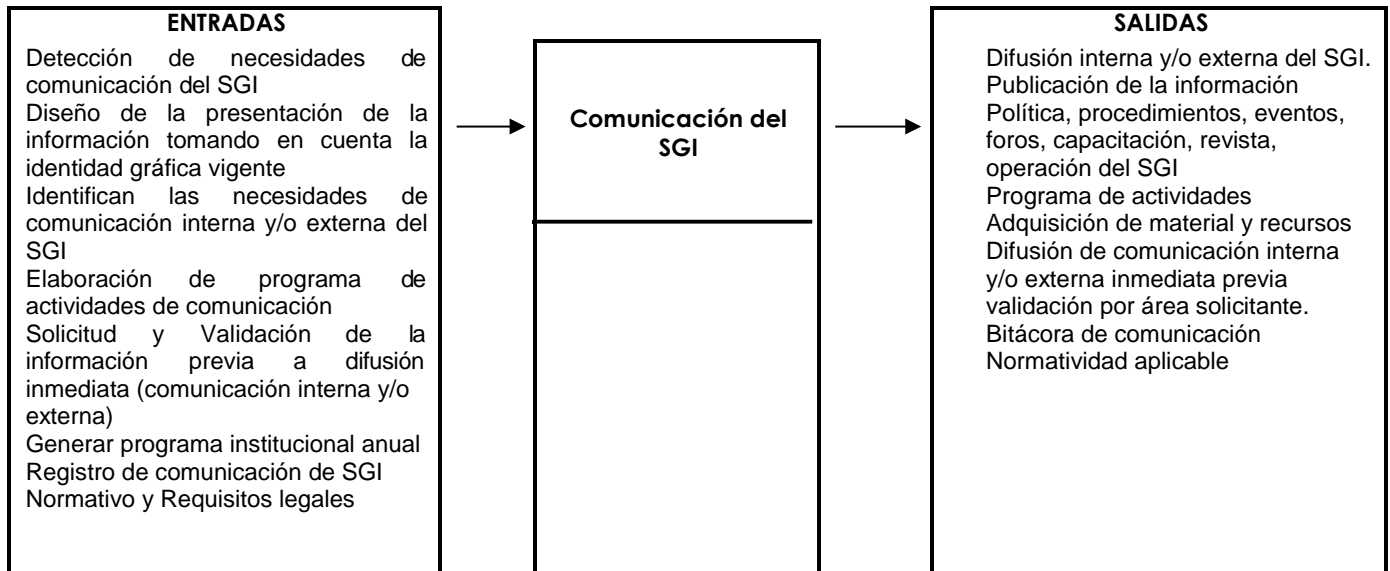 ENTRADAS
Detección de necesidades de
comunicación del SGI
Diseño de la presentación de la
información tomando en cuenta la
identidad gráfica vigente
Identifican las necesidades de
comunicación interna y/o externa del
SGI
Elaboración de programa de
actividades de comunicación
Solicitud y Validación de la
información previa a difusión
inmediata (comunicación interna y/o
externa)
Generar programa institucional anual
Registro de comunicación de SGI
Normativo y Requisitos legales
Comunicación del
SGI
SALIDAS
Difusión interna y/o externa del SGI.
Publicación de la información
Política, procedimientos, eventos,
foros, capacitación, revista,
operación del SGI
Programa de actividades
Adquisición de material y recursos
Difusión de comunicación interna
y/o externa inmediata previa
validación por área solicitante.
Bitácora de comunicación
Normatividad aplicable